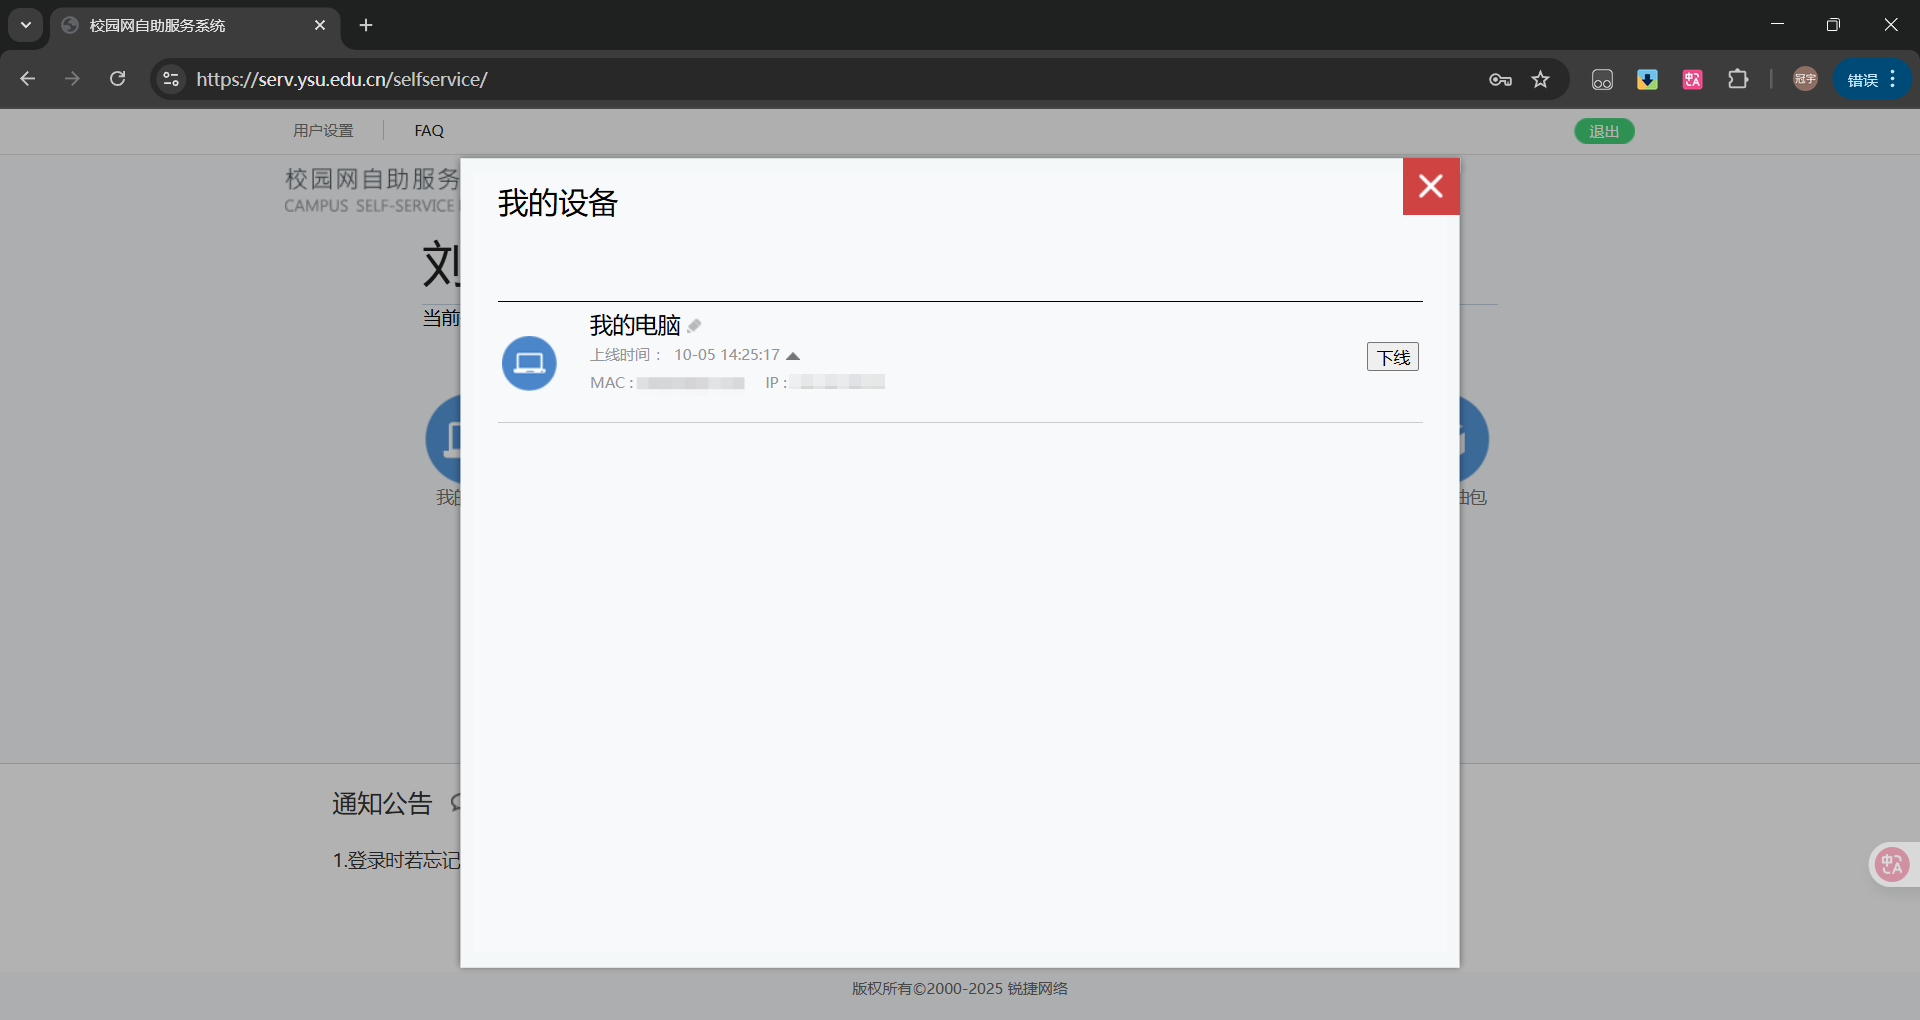 校园网自助服务系统
https://serv.ysu.edu.cn/selfservice/
冠宇
错误
用户设置
FAQ
退出
校园网自助服务
CAMPUS SELF-SERVICE
我的设备
刘
当前
我的电脑
上线时间： 10-05 14:25:17
下线
MAC : IP :
我的
油包
通知公告
1.登录时若忘记
版权所有©2000-2025 锐捷网络